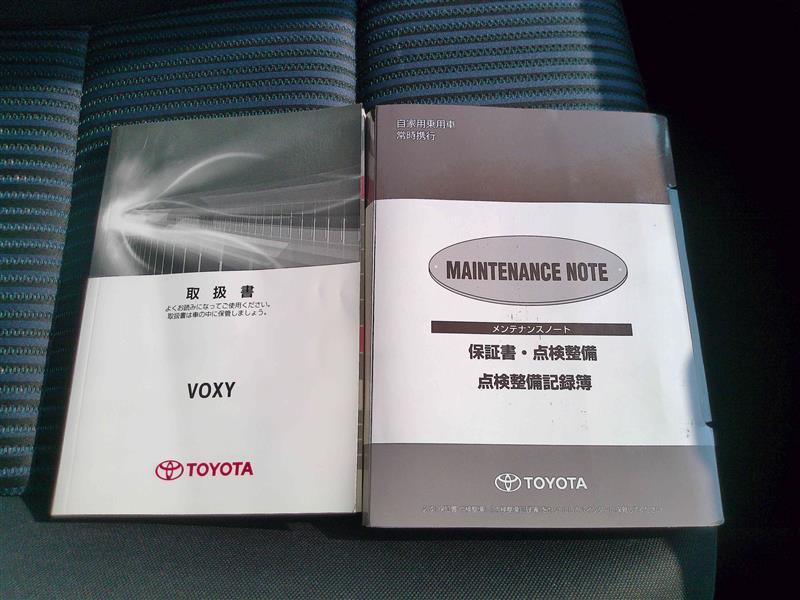 取扱書
よくお読みになってご使用ください。
取扱書は車の中に保管しましょう。
VOXY
TOYOTA
自家用乗用車
常時携行
MAINTENANCE NOTE
メンテナンスノート
保証書・点検整備
点検整備記録簿
TOYOTA